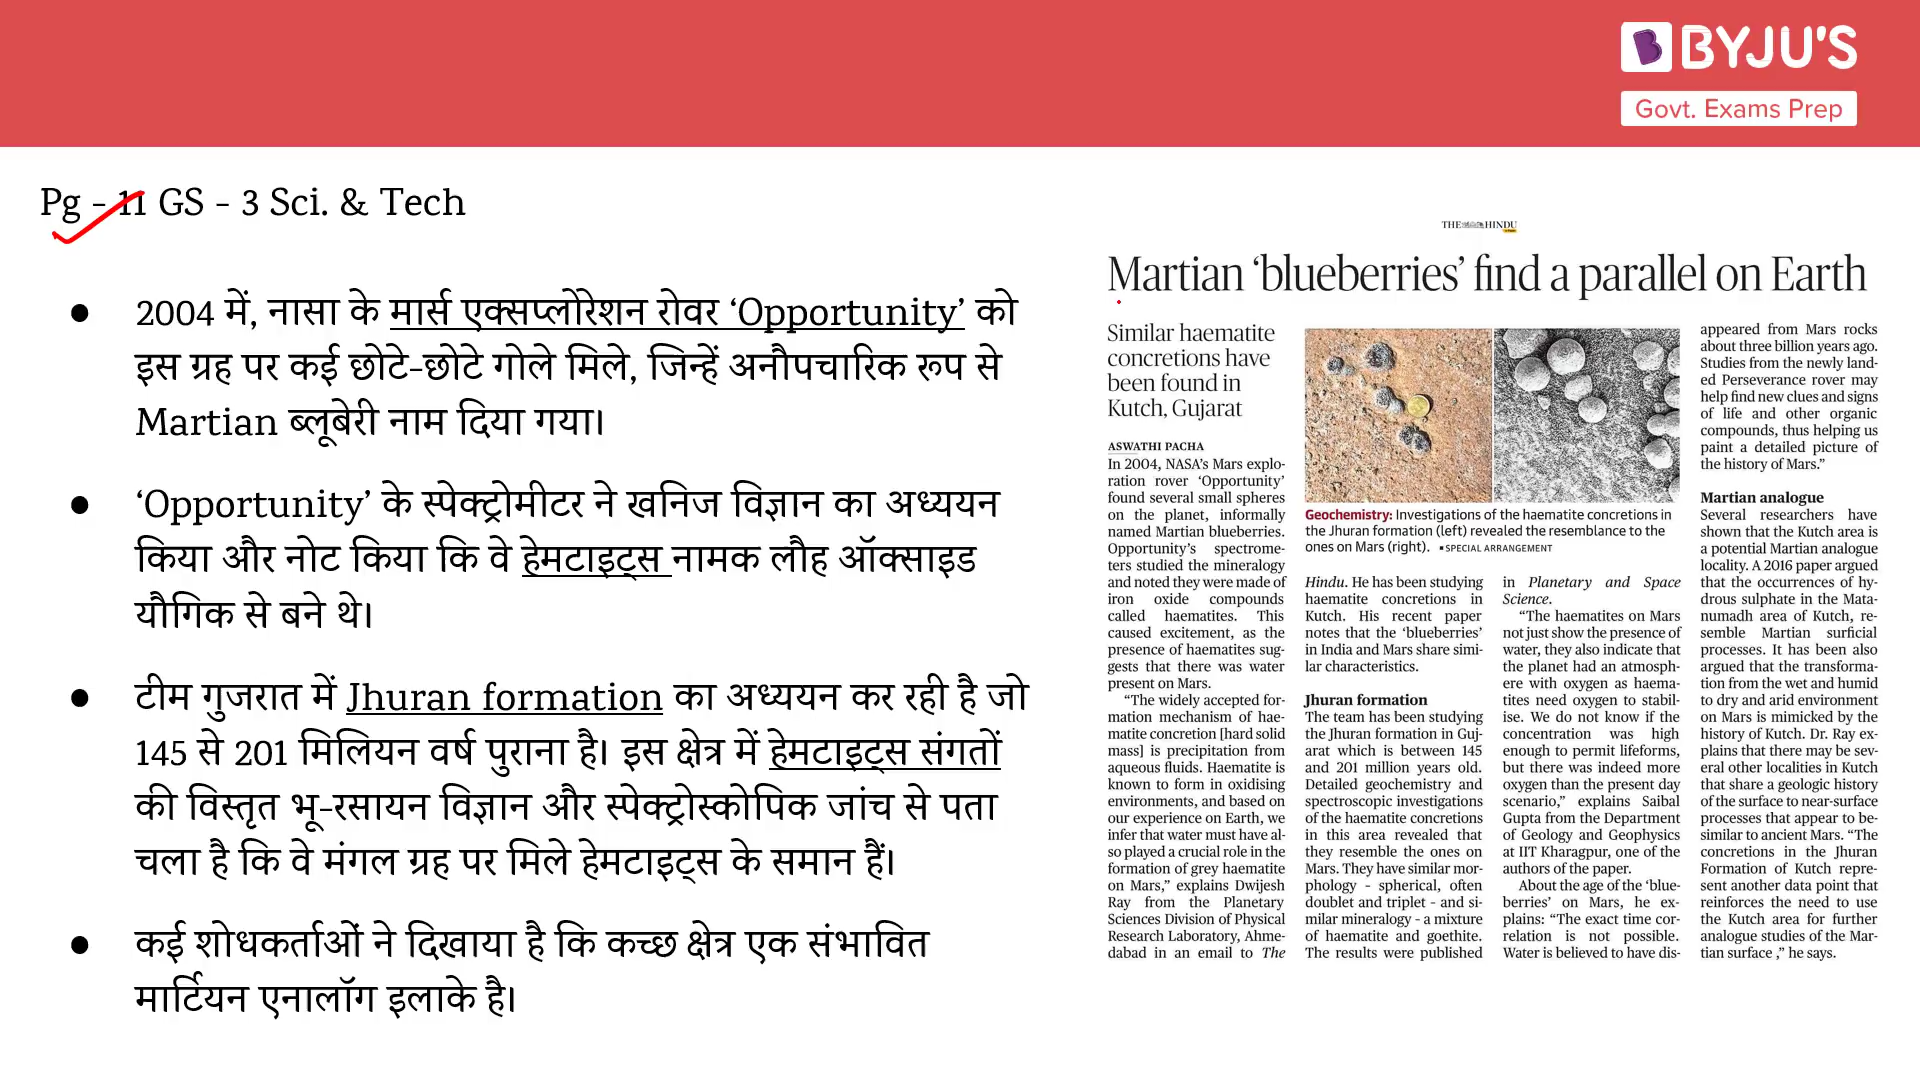 BYJU'S
Govt. Exams Prep
Pg - 11 GS - 3 Sci. & Tech
● 2004 में, नासा के मार्स एक्सप्लोरेशन रोवर ‘Opportunity’ को
इस ग्रह पर कई छोटे-छोटे गोले मिले, जिन्हें अनौपचारिक रूप से
Martian ब्लूबेरी नाम दिया गया।
● ‘Opportunity’ के स्पेक्ट्रोमीटर ने खनिज विज्ञान का अध्ययन
किया और नोट किया कि वे हेमटाइट्स नामक लौह ऑक्साइड
यौगिक से बने थे।
● टीम गुजरात में Jhuran formation का अध्ययन कर रही है जो
145 से 201 मिलियन वर्ष पुराना है। इस क्षेत्र में हेमटाइट्स संगतों
की विस्तृत भू-रसायन विज्ञान और स्पेक्ट्रोस्कोपिक जांच से पता
चला है कि वे मंगल ग्रह पर मिले हेमटाइट्स के समान हैं।
● कई शोधकर्ताओं ने दिखाया है कि कच्छ क्षेत्र एक संभावित
मार्टियन एनालॉग इलाके है।
THE HINDU
Martian ‘blueberries’ find a parallel on Earth
Similar haematite
concretions have
been found in
Kutch, Gujarat
ASWATHI PACHA
In 2004, NASA’s Mars explo-
ration rover ‘Opportunity’
found several small spheres
on the planet, informally
named Martian blueberries.
Opportunity’s spectrome-
ters studied the mineralogy
and noted they were made of
iron oxide compounds
called haematites. This
caused excitement, as the
presence of haematites sug-
gests that there was water
present on Mars.
“The widely accepted for-
mation mechanism of hae-
matite concretion [hard solid
mass] is precipitation from
aqueous fluids. Haematite is
known to form in oxidising
environments, and based on
our experience on Earth, we
infer that water must have al-
so played a crucial role in the
formation of grey haematite
on Mars,” explains Dwijesh
Ray from the Planetary
Sciences Division of Physical
Research Laboratory, Ahme-
dabad in an email to The
Geochemistry: Investigations of the haematite concretions in
the Jhuran formation (left) revealed the resemblance to the
ones on Mars (right). ▪SPECIAL ARRANGEMENT
Hindu. He has been studying
haematite concretions in
Kutch. His recent paper
notes that the ‘blueberries’
in India and Mars share simi-
lar characteristics.
Jhuran formation
The team has been studying
the Jhuran formation in Guj-
arat which is between 145
and 201 million years old.
Detailed geochemistry and
spectroscopic investigations
of the haematite concretions
in this area revealed that
they resemble the ones on
Mars. They have similar mor-
phology - spherical, often
doublet and triplet - and si-
milar mineralogy - a mixture
of haematite and goethite.
The results were published
in Planetary and Space
Science.
“The haematites on Mars
not just show the presence of
water, they also indicate that
the planet had an atmosph-
ere with oxygen as haema-
tites need oxygen to stabil-
ise. We do not know if the
concentration was high
enough to permit lifeforms,
but there was indeed more
oxygen than the present day
scenario,” explains Saibal
Gupta from the Department
of Geology and Geophysics
at IIT Kharagpur, one of the
authors of the paper.
About the age of the ‘blue-
berries’ on Mars, he ex-
plains: “The exact time cor-
relation is not possible.
Water is believed to have dis-
appeared from Mars rocks
about three billion years ago.
Studies from the newly land-
ed Perseverance rover may
help find new clues and signs
of life and other organic
compounds, thus helping us
paint a detailed picture of
the history of Mars.”
Martian analogue
Several researchers have
shown that the Kutch area is
a potential Martian analogue
locality. A 2016 paper argued
that the occurrences of hy-
drous sulphate in the Mata-
numadh area of Kutch, re-
semble Martian surficial
processes. It has been also
argued that the transforma-
tion from the wet and humid
to dry and arid environment
on Mars is mimicked by the
history of Kutch. Dr. Ray ex-
plains that there may be sev-
eral other localities in Kutch
that share a geologic history
of the surface to near-surface
processes that appear to be-
similar to ancient Mars. “The
concretions in the Jhuran
Formation of Kutch repre-
sent another data point that
reinforces the need to use
the Kutch area for further
analogue studies of the Mar-
tian surface ,” he says.